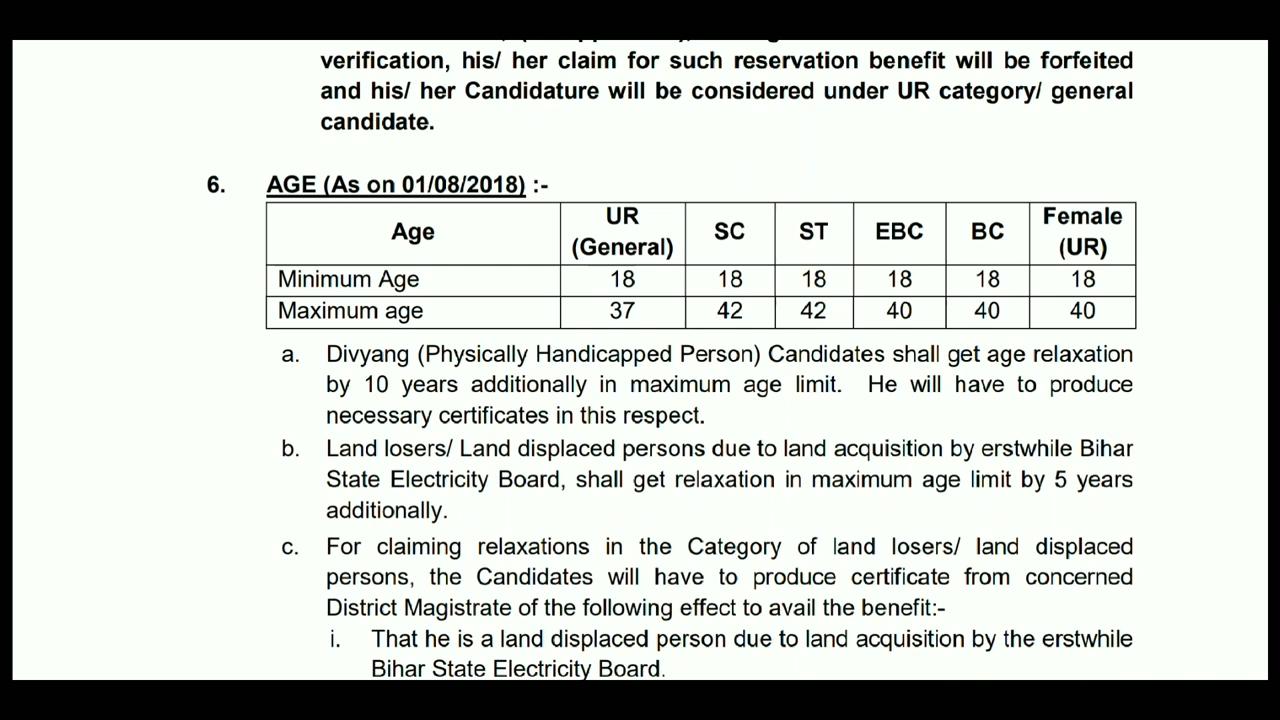 verification, his/ her claim for such reservation benefit will be forfeited
and his/ her Candidature will be considered under UR category/ general
candidate.
6. AGE (As on 01/08/2018) :-
Age UR (General) SC ST EBC BC Female (UR)
Minimum Age 18 18 18 18 18 18
Maximum age 37 42 42 40 40 40
a. Divyang (Physically Handicapped Person) Candidates shall get age relaxation
by 10 years additionally in maximum age limit. He will have to produce
necessary certificates in this respect.
b. Land losers/ Land displaced persons due to land acquisition by erstwhile Bihar
State Electricity Board, shall get relaxation in maximum age limit by 5 years
additionally.
c. For claiming relaxations in the Category of land losers/ land displaced
persons, the Candidates will have to produce certificate from concerned
District Magistrate of the following effect to avail the benefit:-
i. That he is a land displaced person due to land acquisition by the erstwhile
Bihar State Electricity Board.